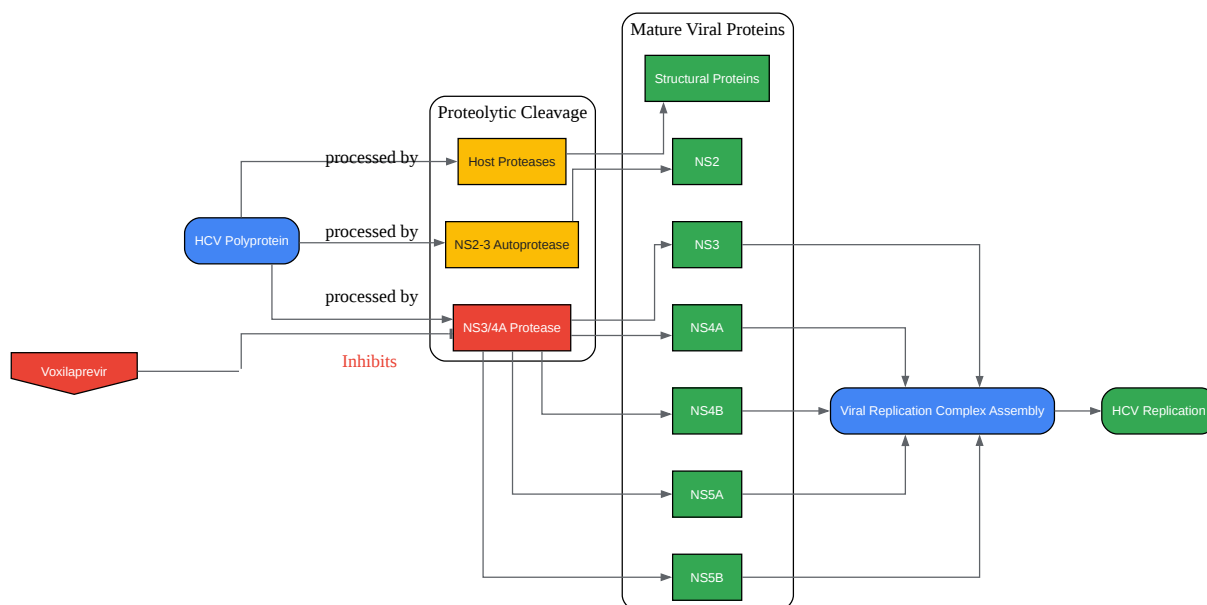 Mature Viral Proteins
Structural Proteins
Proteolytic Cleavage
processed by
Host Proteases
NS2
HCV Polyprotein
processed by
NS2-3 Autoprotease
NS3
processed by
NS3/4A Protease
NS4A
Voxilaprevir
Inhibits
NS4B
Viral Replication Complex Assembly
HCV Replication
NS5A
NS5B